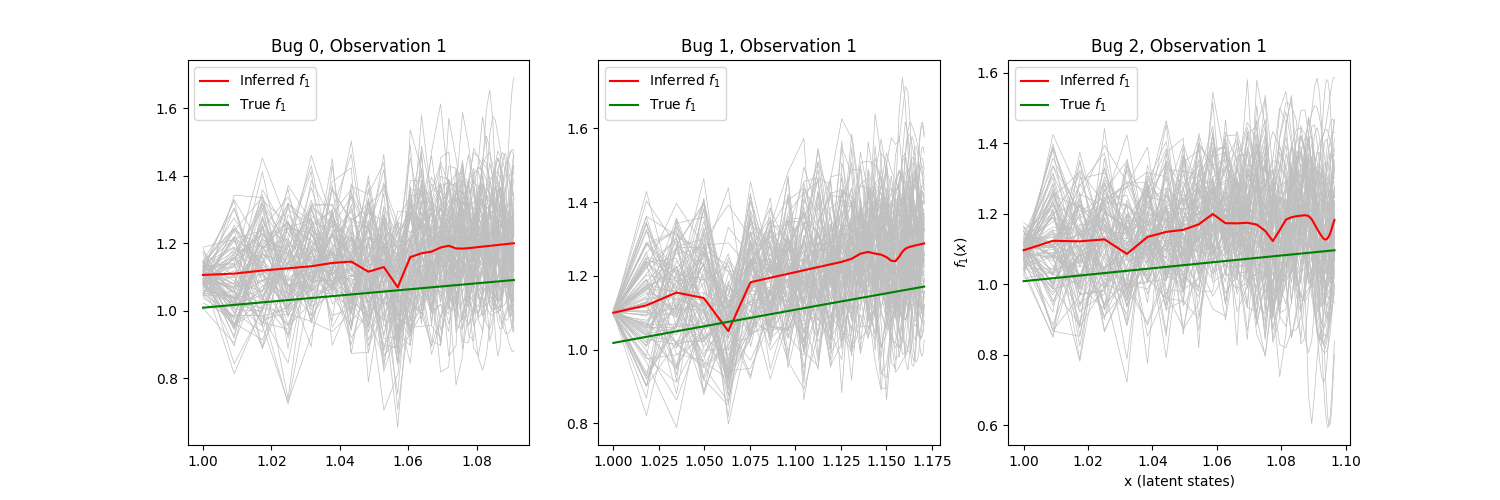 Bug 0, Observation 1
Inferred f₁
True f₁
1.6
1.4
1.2
1.0
0.8
1.00 1.02 1.04 1.06 1.08
Bug 1, Observation 1
Inferred f₁
True f₁
1.6
1.4
1.2
1.0
0.8
1.000 1.025 1.050 1.075 1.100 1.125 1.150 1.175
Bug 2, Observation 1
Inferred f₁
True f₁
f₁(x)
1.6
1.4
1.2
1.0
0.8
0.6
1.00 1.02 1.04 1.06 1.08 1.10
x (latent states)